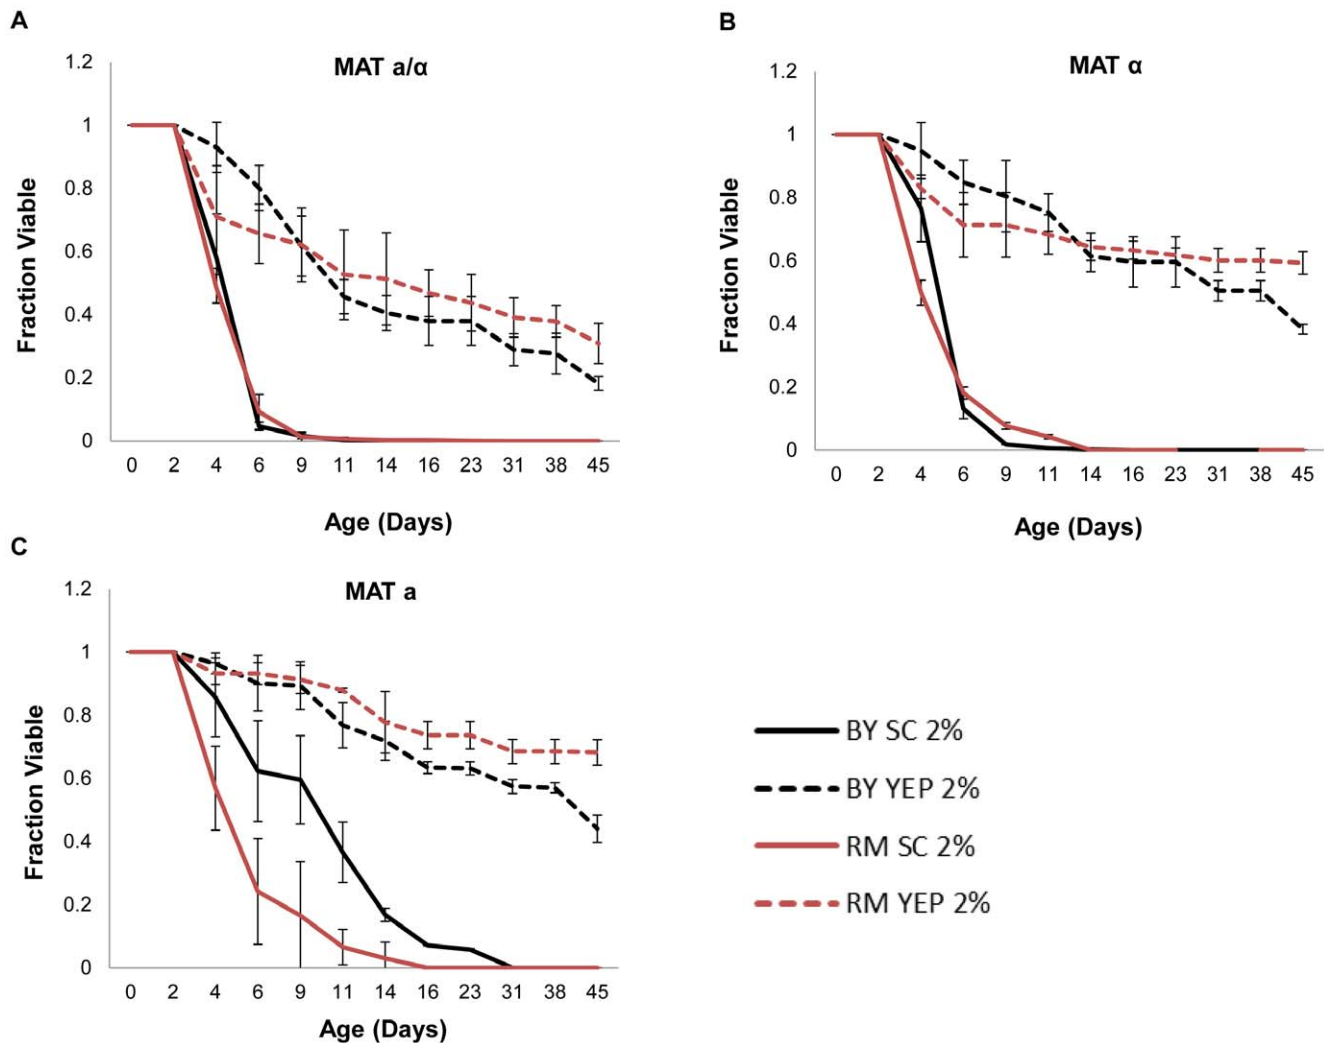 A
MAT a/α
1.2
1
0.8
0.6
0.4
0.2
0
Fraction Viable
0 2 4 6 9 11 14 16 23 31 38 45
Age (Days)
B
MAT α
1.2
1
0.8
0.6
0.4
0.2
0
Fraction Viable
0 2 4 6 9 11 14 16 23 31 38 45
Age (Days)
C
MAT a
1.2
1
0.8
0.6
0.4
0.2
0
Fraction Viable
0 2 4 6 9 11 14 16 23 31 38 45
Age (Days)
BY SC 2%
BY YEP 2%
RM SC 2%
RM YEP 2%